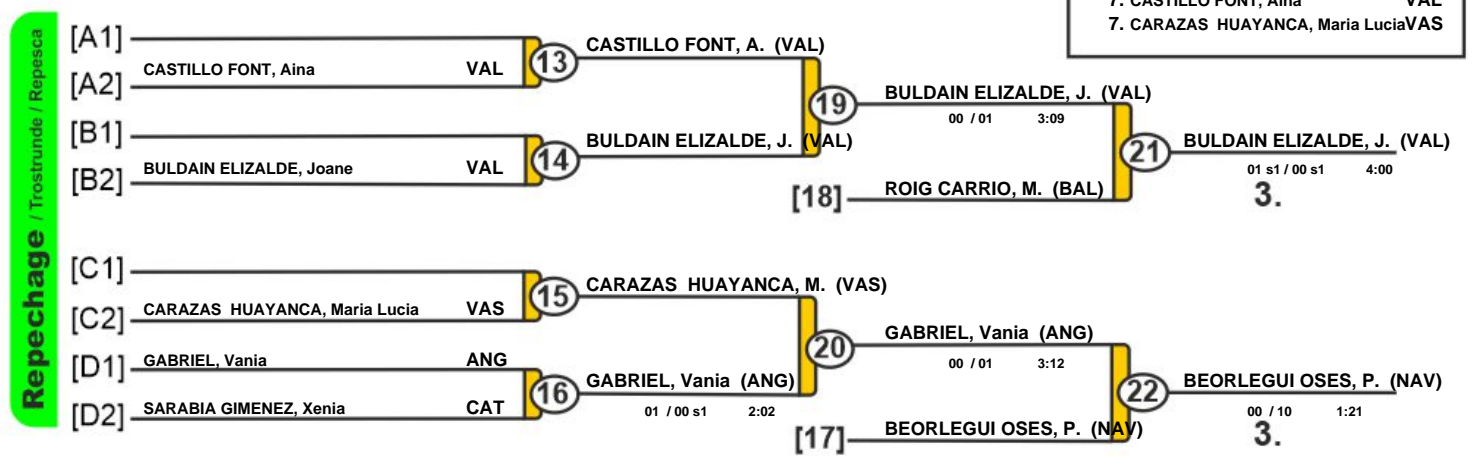 7. CASTILLO FONT, Aina VAL
7. CARAZAS HUAYANCA, Maria Lucia VAS
Repechage / Trostrunde / Repesca
[A1]
CASTILLO FONT, Aina VAL
[A2]
13
CASTILLO FONT, A. (VAL)
[B1]
BULDAIN ELIZALDE, Joane VAL
[B2]
14
BULDAIN ELIZALDE, J. (VAL)
19
BULDAIN ELIZALDE, J. (VAL)
00 / 01 3:09
[18]
ROIG CARRIO, M. (BAL)
21
BULDAIN ELIZALDE, J. (VAL)
01 s1 / 00 s1 4:00
3.
[C1]
CARAZAS HUAYANCA, Maria Lucia VAS
[C2]
15
CARAZAS HUAYANCA, M. (VAS)
[D1]
GABRIEL, Vania ANG
SARABIA GIMENEZ, Xenia CAT
[D2]
16
GABRIEL, Vania (ANG)
01 / 00 s1 2:02
20
GABRIEL, Vania (ANG)
00 / 01 3:12
[17]
BEORLEGUI OSES, P. (NAV)
22
BEORLEGUI OSES, P. (NAV)
00 / 10 1:21
3.